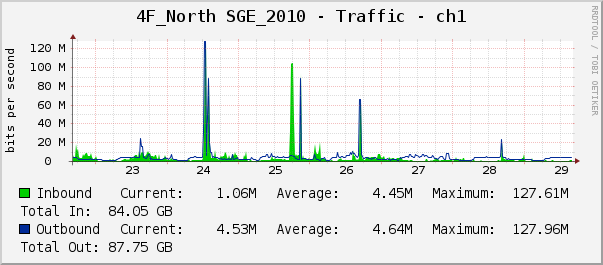 4F_North SGE_2010 - Traffic - ch1
RRDTOOL / TOBI OETIKER
bits per second
120 M
100 M
80 M
60 M
40 M
20 M
0
23 24 25 26 27 28 29
Inbound Current: 1.06M Average: 4.45M Maximum: 127.61M
Total In: 84.05 GB
Outbound Current: 4.53M Average: 4.64M Maximum: 127.96M
Total Out: 87.75 GB